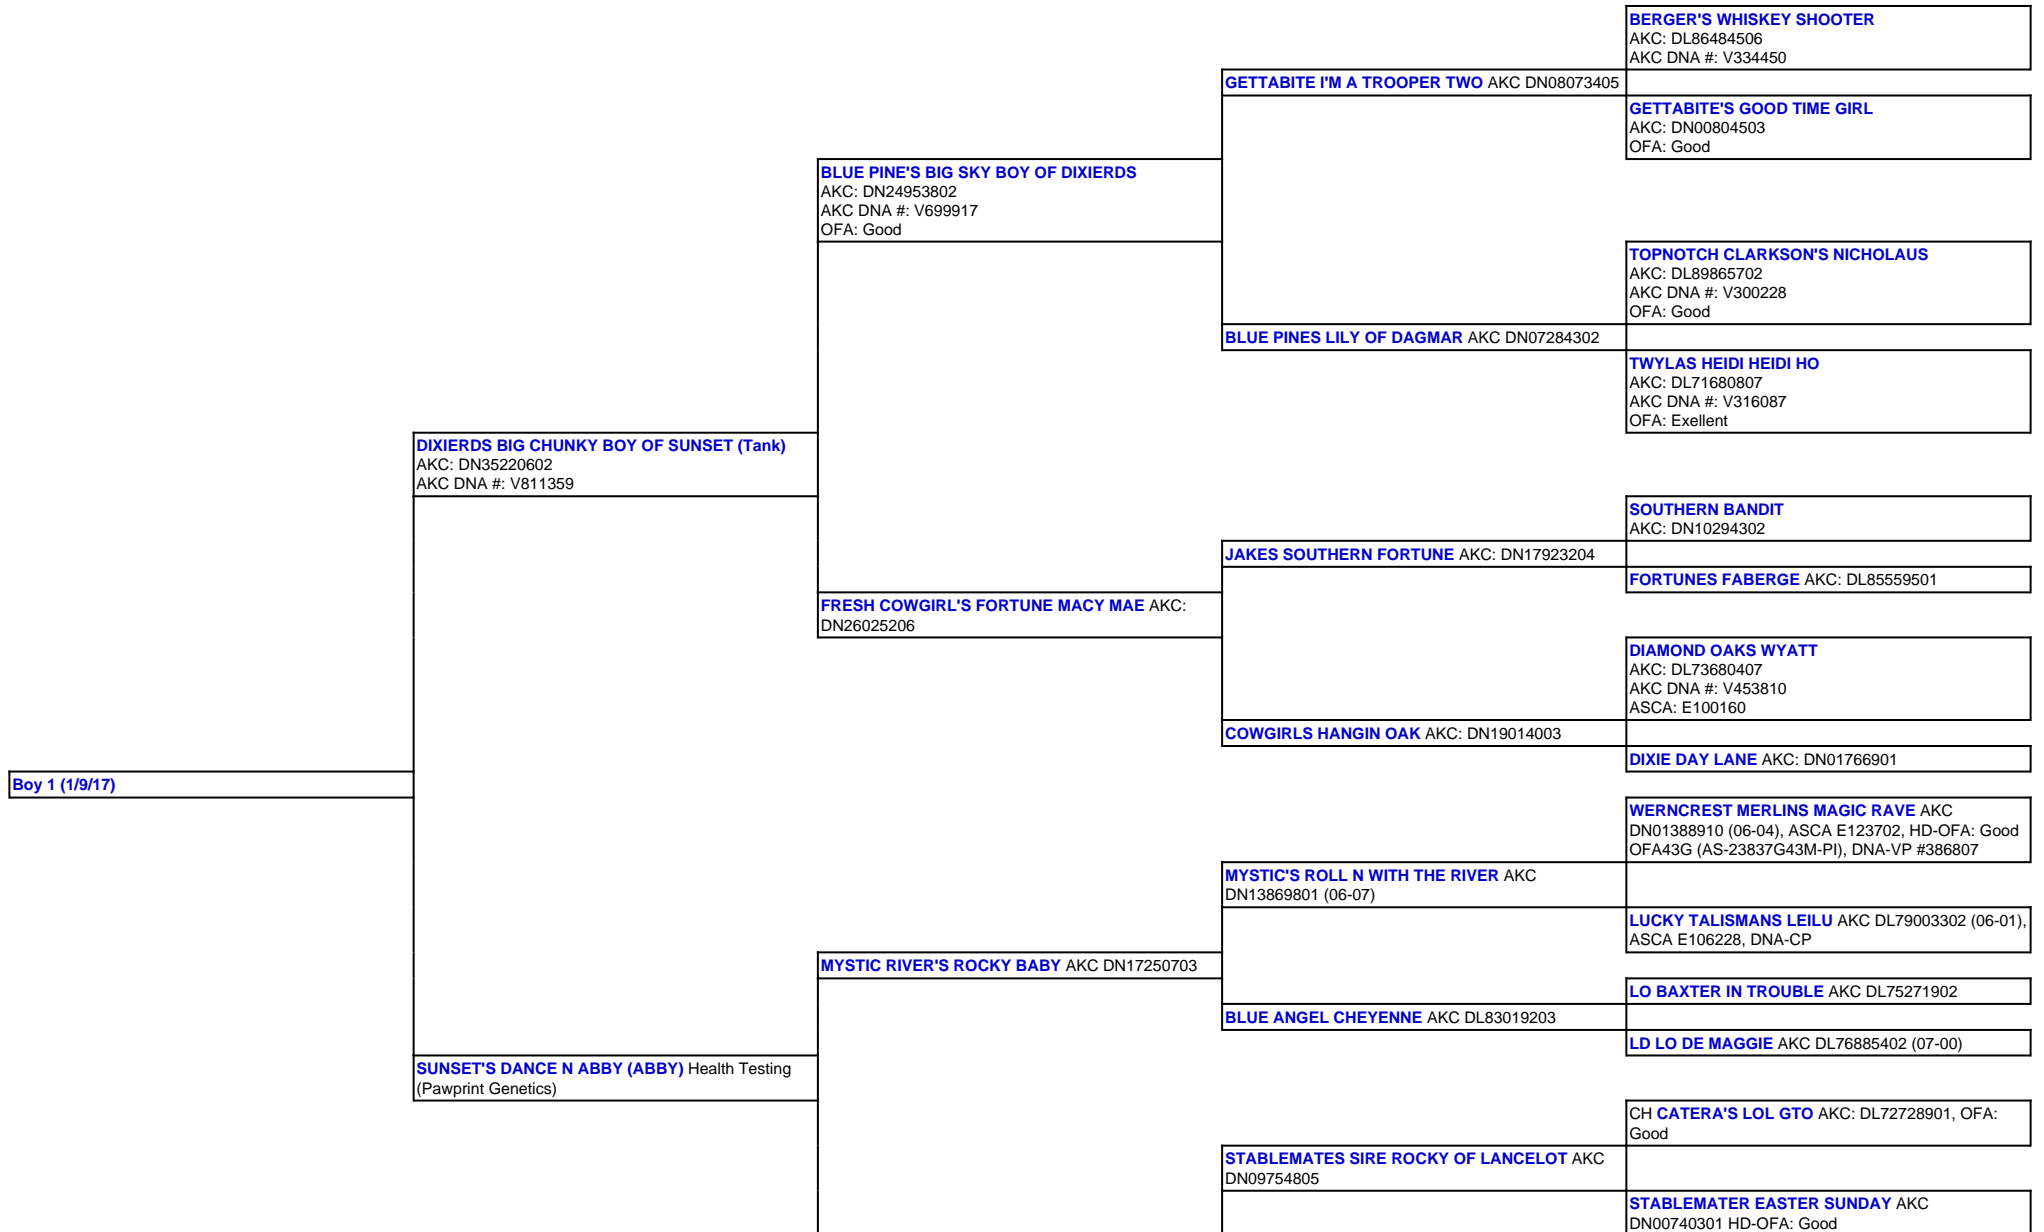 BERGER'S WHISKEY SHOOTER
AKC: DL86484506
AKC DNA #: V334450
GETTABITE I'M A TROOPER TWO AKC DN08073405
GETTABITE'S GOOD TIME GIRL
AKC: DN00804503
OFA: Good
BLUE PINE'S BIG SKY BOY OF DIXIERDS
AKC: DN24953802
AKC DNA #: V699917
OFA: Good
TOPNOTCH CLARKSON'S NICHOLAUS
AKC: DL89865702
AKC DNA #: V300228
OFA: Good
BLUE PINES LILY OF DAGMAR AKC DN07284302
TWYLAS HEIDI HEIDI HO
AKC: DL71680807
AKC DNA #: V316087
OFA: Exellent
DIXIERDS BIG CHUNKY BOY OF SUNSET (Tank)
AKC: DN35220602
AKC DNA #: V811359
SOUTHERN BANDIT
AKC: DN10294302
JAKES SOUTHERN FORTUNE AKC: DN17923204
FORTUNES FABERGE AKC: DL85559501
FRESH COWGIRL'S FORTUNE MACY MAE AKC:
DN26025206
DIAMOND OAKS WYATT
AKC: DL73680407
AKC DNA #: V453810
ASCA: E100160
COWGIRLS HANGIN OAK AKC: DN19014003
DIXIE DAY LANE AKC: DN01766901
Boy 1 (1/9/17)
WERNCREST MERLINS MAGIC RAVE AKC
DN01388910 (06-04), ASCA E123702, HD-OFA: Good
OFA43G (AS-23837G43M-PI), DNA-VP #386807
MYSTIC'S ROLL N WITH THE RIVER AKC
DN13869801 (06-07)
LUCKY TALISMANS LEILU AKC DL79003302 (06-01),
ASCA E106228, DNA-CP
MYSTIC RIVER'S ROCKY BABY AKC DN17250703
LO BAXTER IN TROUBLE AKC DL75271902
BLUE ANGEL CHEYENNE AKC DL83019203
LD LO DE MAGGIE AKC DL76885402 (07-00)
SUNSET'S DANCE N ABBY (ABBY) Health Testing
(Pawprint Genetics)
CH CATERA'S LOL GTO AKC: DL72728901, OFA:
Good
STABLEMATES SIRE ROCKY OF LANCELOT AKC
DN09754805
STABLEMATER EASTER SUNDAY AKC
DN00740301 HD-OFA: Good